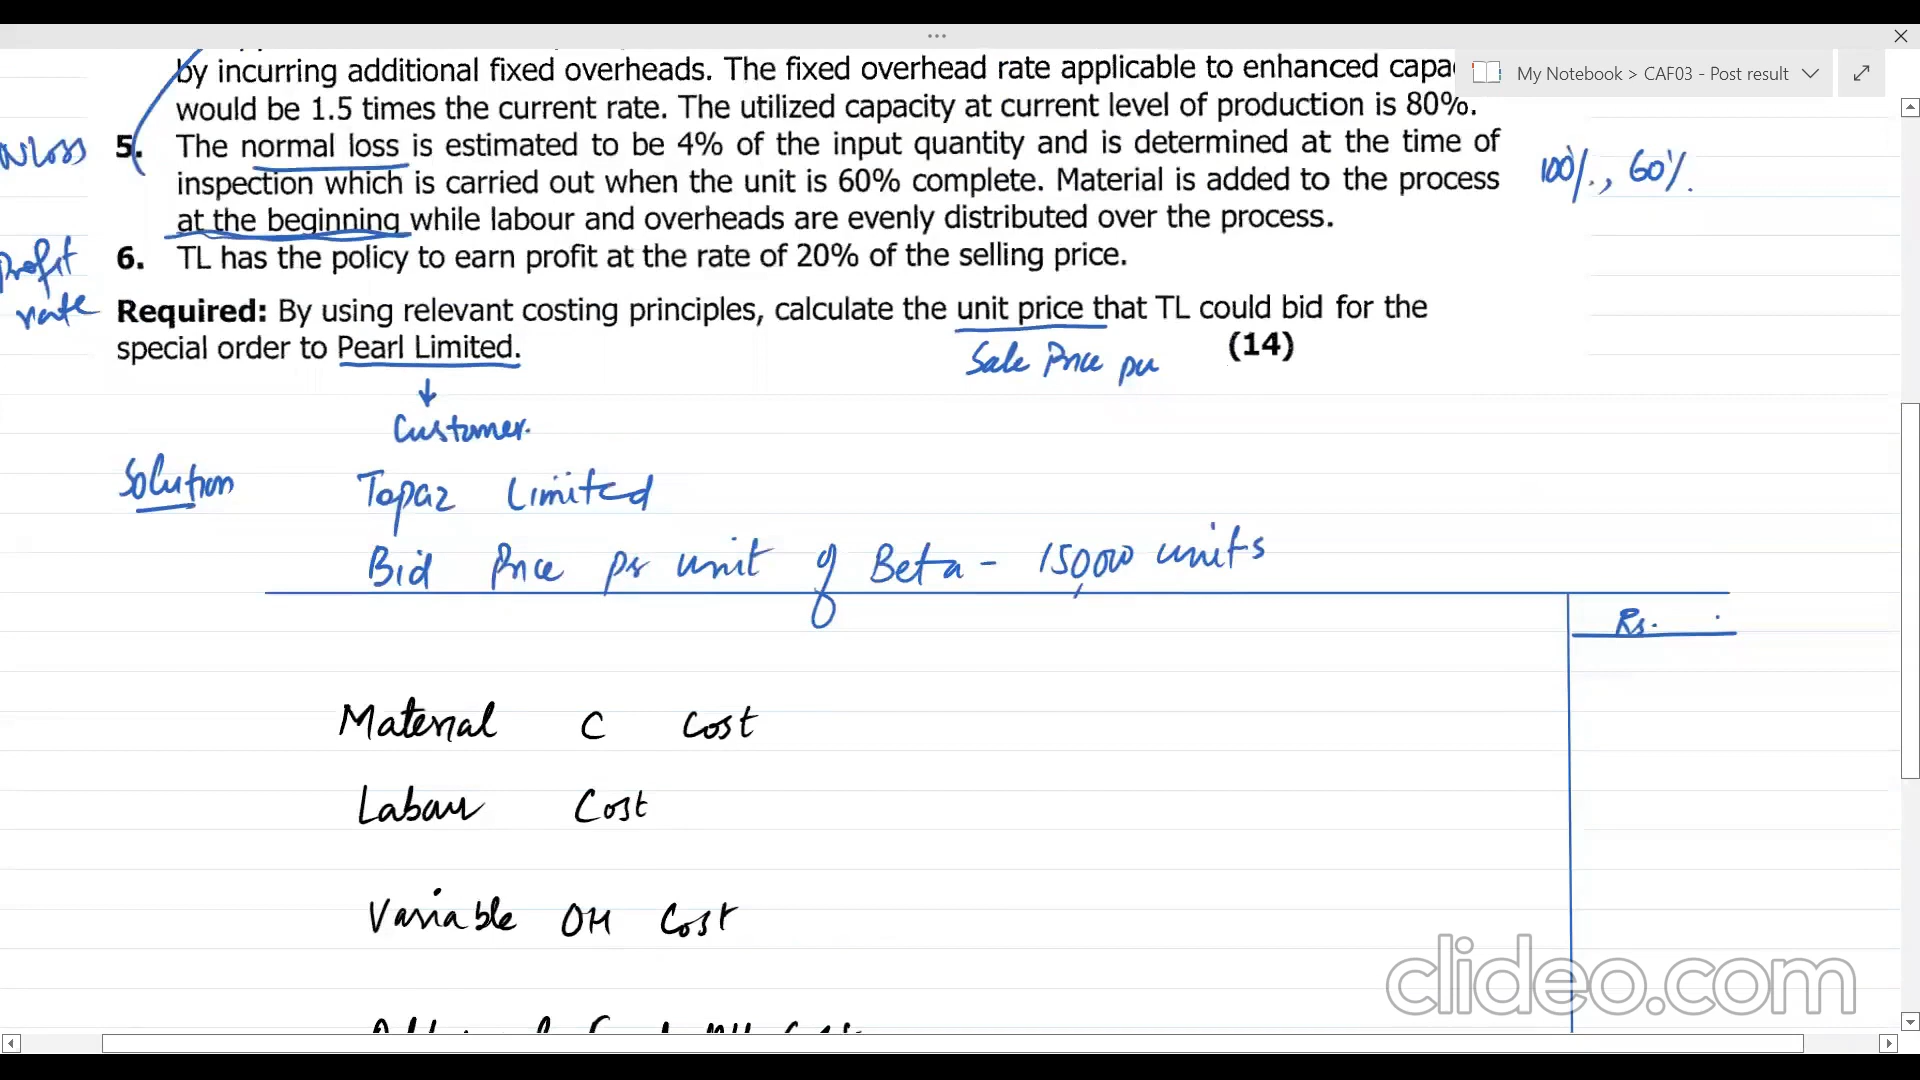 by incurring additional fixed overheads. The fixed overhead rate applicable to enhanced capa
My Notebook > CAF03 - Post result
would be 1.5 times the current rate. The utilized capacity at current level of production is 80%.
N loss 5. The normal loss is estimated to be 4% of the input quantity and is determined at the time of
inspection which is carried out when the unit is 60% complete. Material is added to the process
100%., 60%.
at the beginning while labour and overheads are evenly distributed over the process.
Profit rate
6. TL has the policy to earn profit at the rate of 20% of the selling price.
Required: By using relevant costing principles, calculate the unit price that TL could bid for the
special order to Pearl Limited. (14)
Sale Price pu
Customer.
Solution Topaz Limited
Bid Price per unit of Beta - 150,000 units
Rs.
Material C Cost
Labour Cost
Variable OH Cost
clideo.com